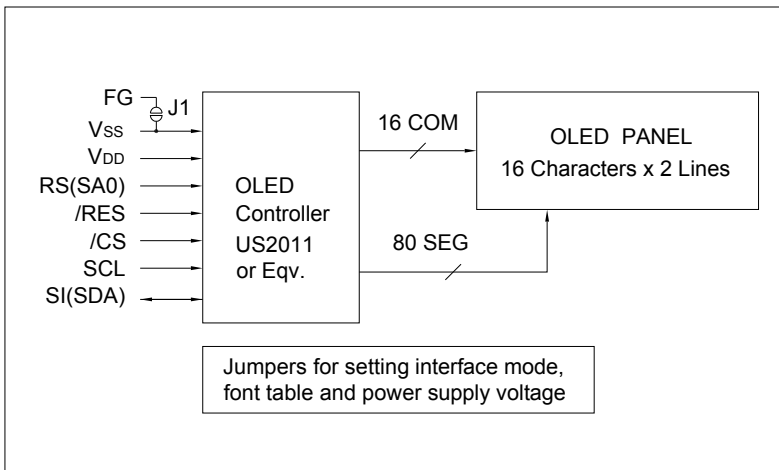 FG
J1
VSS
VDD
RS(SA0)
/RES
/CS
SCL
SI(SDA)
OLED
Controller
US2011
or Eqv.
16 COM
80 SEG
OLED PANEL
16 Characters x 2 Lines
Jumpers for setting interface mode,
font table and power supply voltage